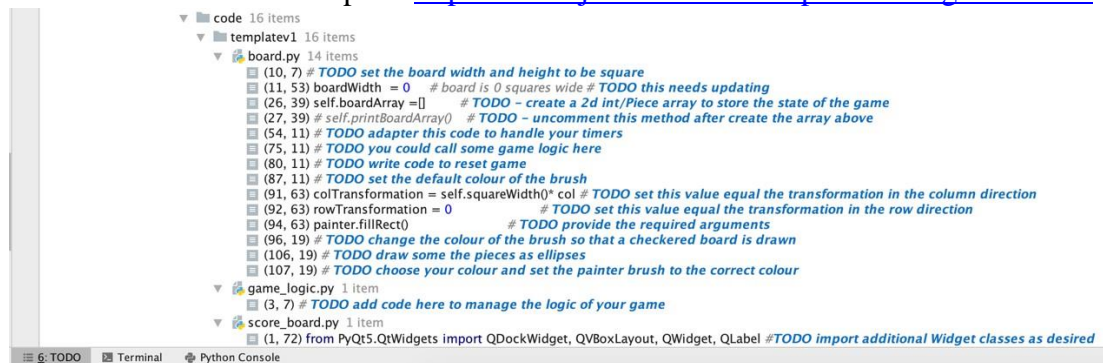 code 16 items
templatev1 16 items
board.py 14 items
(10, 7) # TODO set the board width and height to be square
(11, 53) boardWidth = 0 # board is 0 squares wide # TODO this needs updating
(26, 39) self.boardArray =[] # TODO – create a 2d int/Piece array to store the state of the game
(27, 39) # self.printBoardArray() # TODO – uncomment this method after create the array above
(54, 11) # TODO adapter this code to handle your timers
(75, 11) # TODO you could call some game logic here
(80, 11) # TODO write code to reset game
(87, 11) # TODO set the default colour of the brush
(91, 63) colTransformation = self.squareWidth()* col # TODO set this value equal the transformation in the column direction
(92, 63) rowTransformation = 0 # TODO set this value equal the transformation in the row direction
(94, 63) painter.fillRect() # TODO provide the required arguments
(96, 19) # TODO change the colour of the brush so that a checkered board is drawn
(106, 19) # TODO draw some the pieces as ellipses
(107, 19) # TODO choose your colour and set the painter brush to the correct colour
game_logic.py 1 item
(3, 7) # TODO add code here to manage the logic of your game
score_board.py 1 item
(1, 72) from PyQt5.QtWidgets import QDockWidget, QVBoxLayout, QWidget, QLabel #TODO import additional Widget classes as desired
6: TODO Terminal Python Console